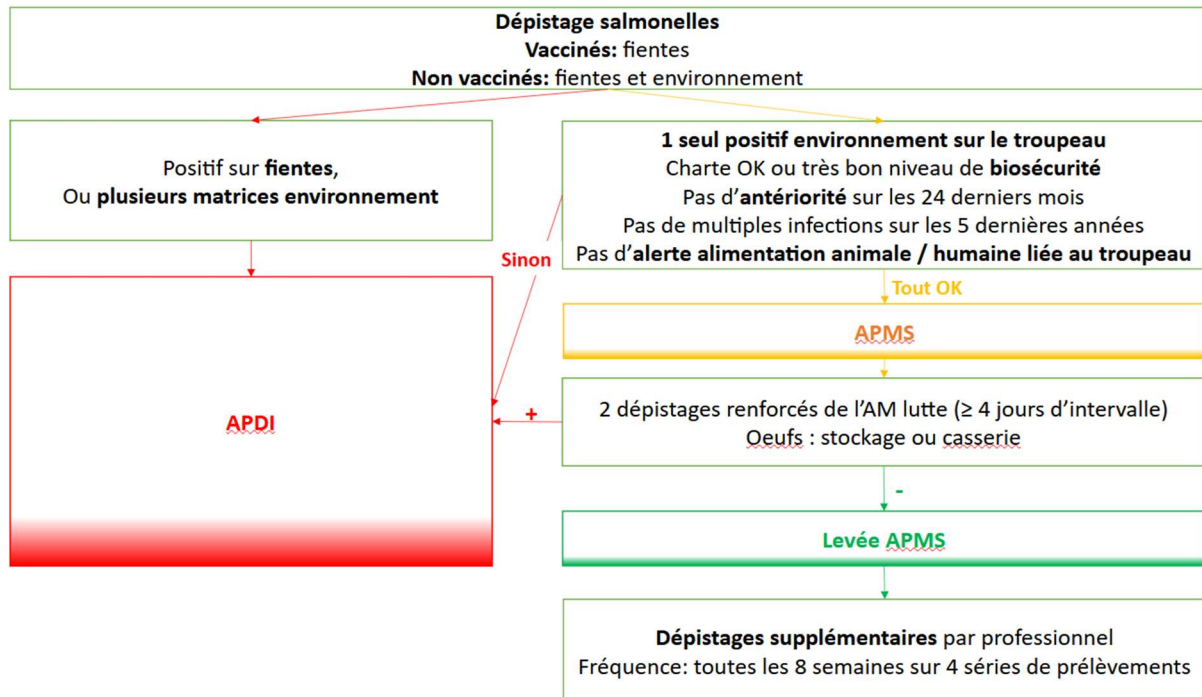 Dépistage salmonelles
Vaccinés: fientes
Non vaccinés: fientes et environnement
Positif sur fientes,
Ou plusieurs matrices environnement
1 seul positif environnement sur le troupeau
Charte OK ou très bon niveau de biosécurité
Pas d’antériorité sur les 24 derniers mois
Pas de multiples infections sur les 5 dernières années
Pas d’alerte alimentation animale / humaine liée au troupeau
Sinon
Tout OK
APMS
2 dépistages renforcés de l’AM lutte (≥ 4 jours d’intervalle)
Oeufs : stockage ou casserie
+
APDI
-
Levée APMS
Dépistages supplémentaires par professionnel
Fréquence: toutes les 8 semaines sur 4 séries de prélèvements